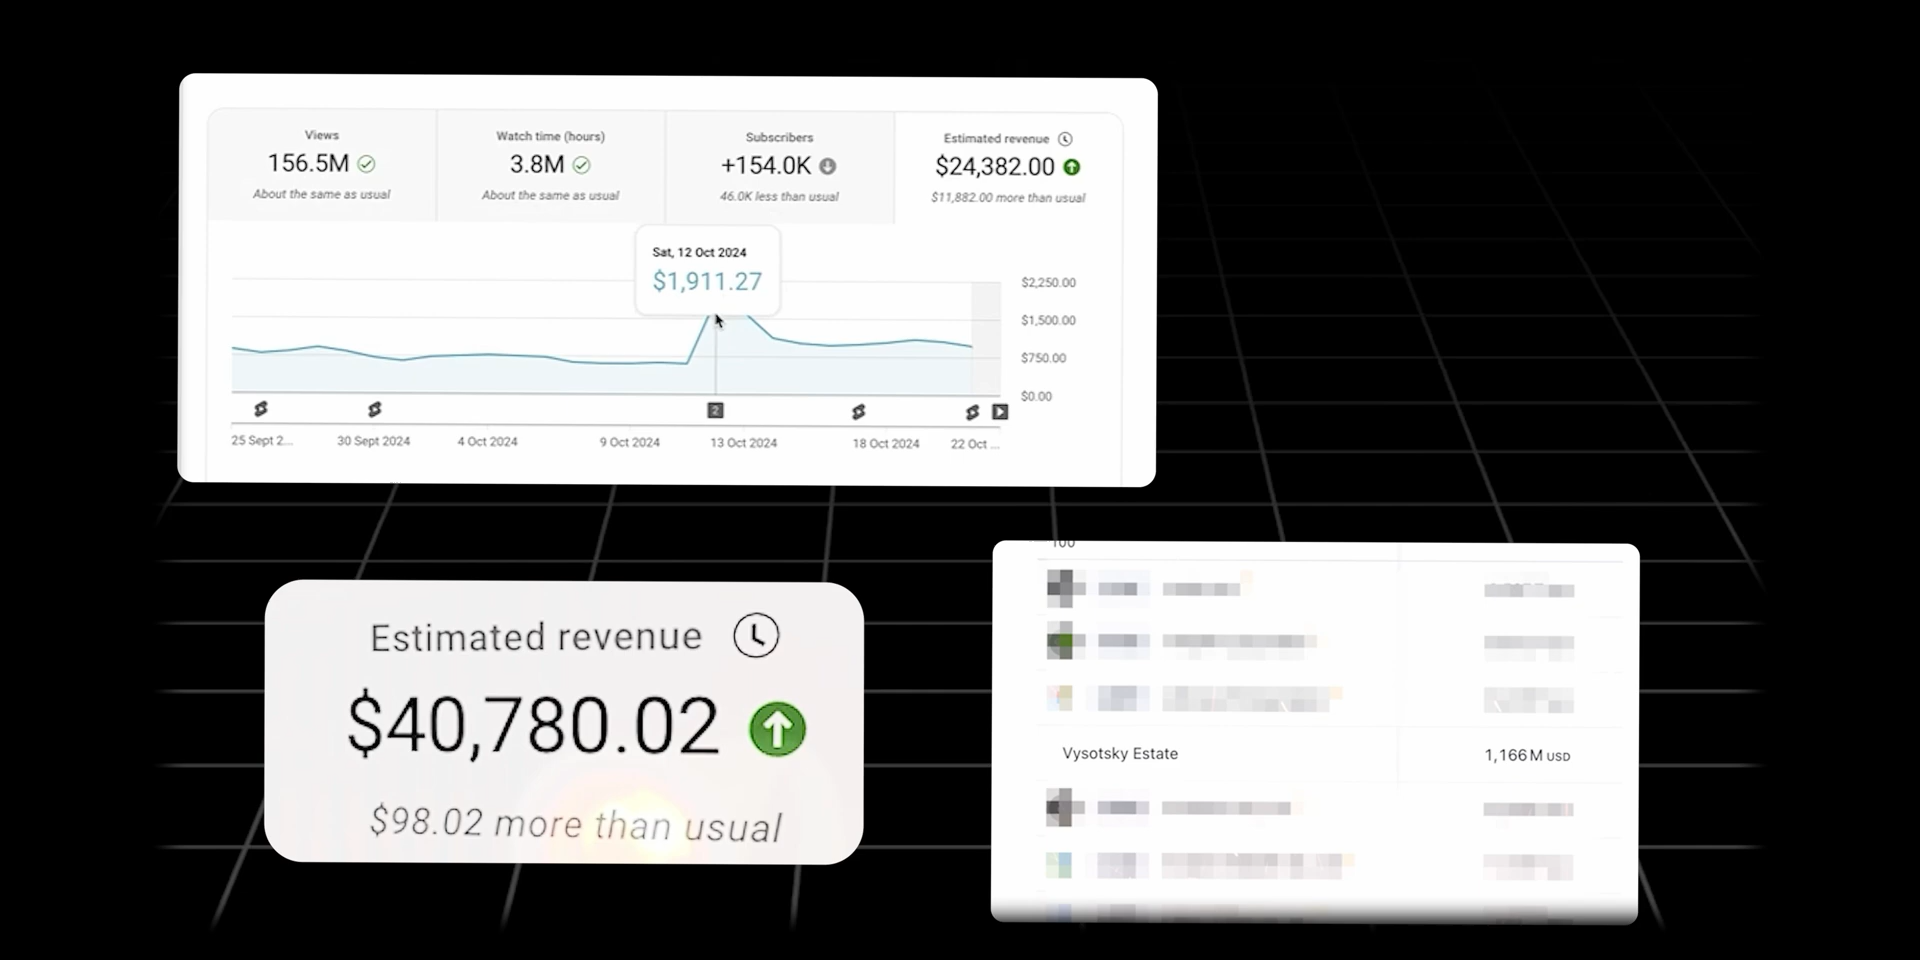 Views
156.5M
About the same as usual
Watch time (hours)
3.8M
About the same as usual
Subscribers
+154.0K
46.0K less than usual
Estimated revenue
$24,382.00
$11,882.00 more than usual
Sat, 12 Oct 2024
$1,911.27
$2,250.00
$1,500.00
$750.00
$0.00
2
25 Sept 2...
30 Sept 2024
4 Oct 2024
9 Oct 2024
13 Oct 2024
18 Oct 2024
22 Oct ...
Estimated revenue
$40,780.02
$98.02 more than usual
100
Vysotsky Estate
1,166M USD